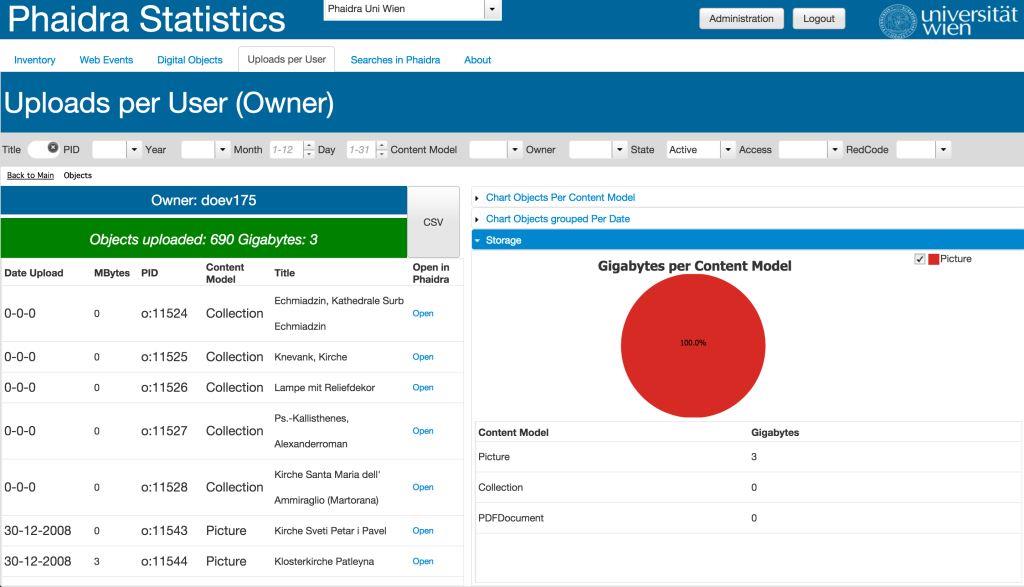 Phaidra Statistics
Phaidra Uni Wien
Administration
Logout
universität
wien
Inventory
Web Events
Digital Objects
Uploads per User
Searches in Phaidra
About
Uploads per User (Owner)
Title
PID
Year
Month
1-12
Day
1-31
Content Model
Owner
State
Active
Access
RedCode
Back to Main
Objects
Owner: doev175
Objects uploaded: 690 Gigabytes: 3
CSV
Date Upload MBytes PID Content Model Title Open in Phaidra
0-0-0 0 o:11524 Collection Echmiadzin, Kathedrale Surb
Echmiadzin
Open
0-0-0 0 o:11525 Collection Knevank, Kirche Open
0-0-0 0 o:11526 Collection Lampe mit Reliefdekor Open
0-0-0 0 o:11527 Collection Ps.-Kallisthenes,
Alexanderroman
Open
0-0-0 0 o:11528 Collection Kirche Santa Maria dell'
Ammiraglio (Martorana)
Open
30-12-2008 0 o:11543 Picture Kirche Sveti Petar i Pavel Open
30-12-2008 3 o:11544 Picture Klosterkirche Patleyna Open
Chart Objects Per Content Model
Chart Objects grouped Per Date
Storage
Gigabytes per Content Model
Picture
100.0%
Content Model Gigabytes
Picture 3
Collection 0
PDFDocument 0